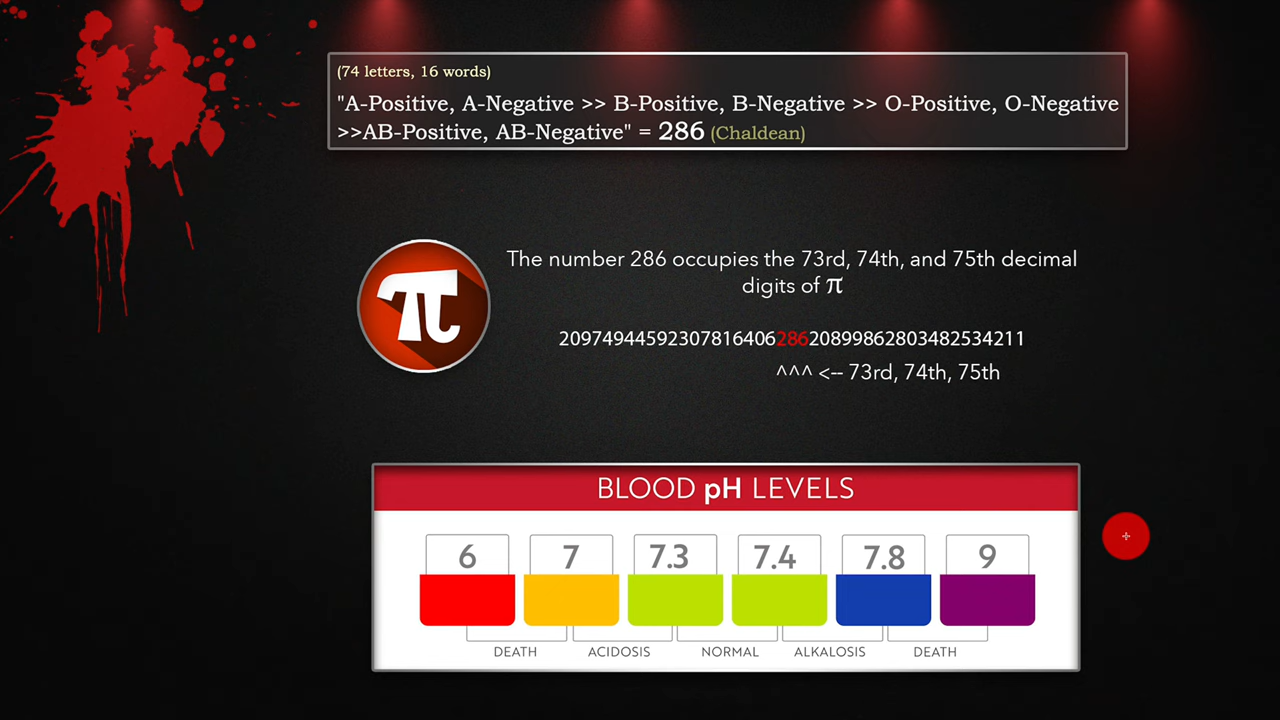 (74 letters, 16 words)
"A-Positive, A-Negative >> B-Positive, B-Negative >> O-Positive, O-Negative
>>AB-Positive, AB-Negative" = 286 (Chaldean)
The number 286 occupies the 73rd, 74th, and 75th decimal
digits of π
π
20974944592307816406286208998628034825342​11
^^^ <-- 73rd, 74th, 75th
BLOOD pH LEVELS
6 7 7.3 7.4 7.8 9
DEATH ACIDOSIS NORMAL ALKALOSIS DEATH